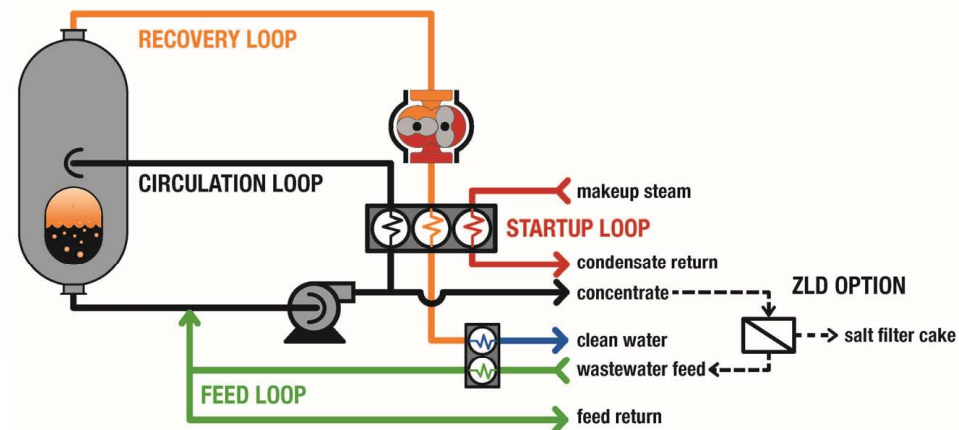 RECOVERY LOOP
CIRCULATION LOOP
makeup steam
STARTUP LOOP
condensate return
concentrate
ZLD OPTION
clean water
salt filter cake
wastewater feed
FEED LOOP
feed return